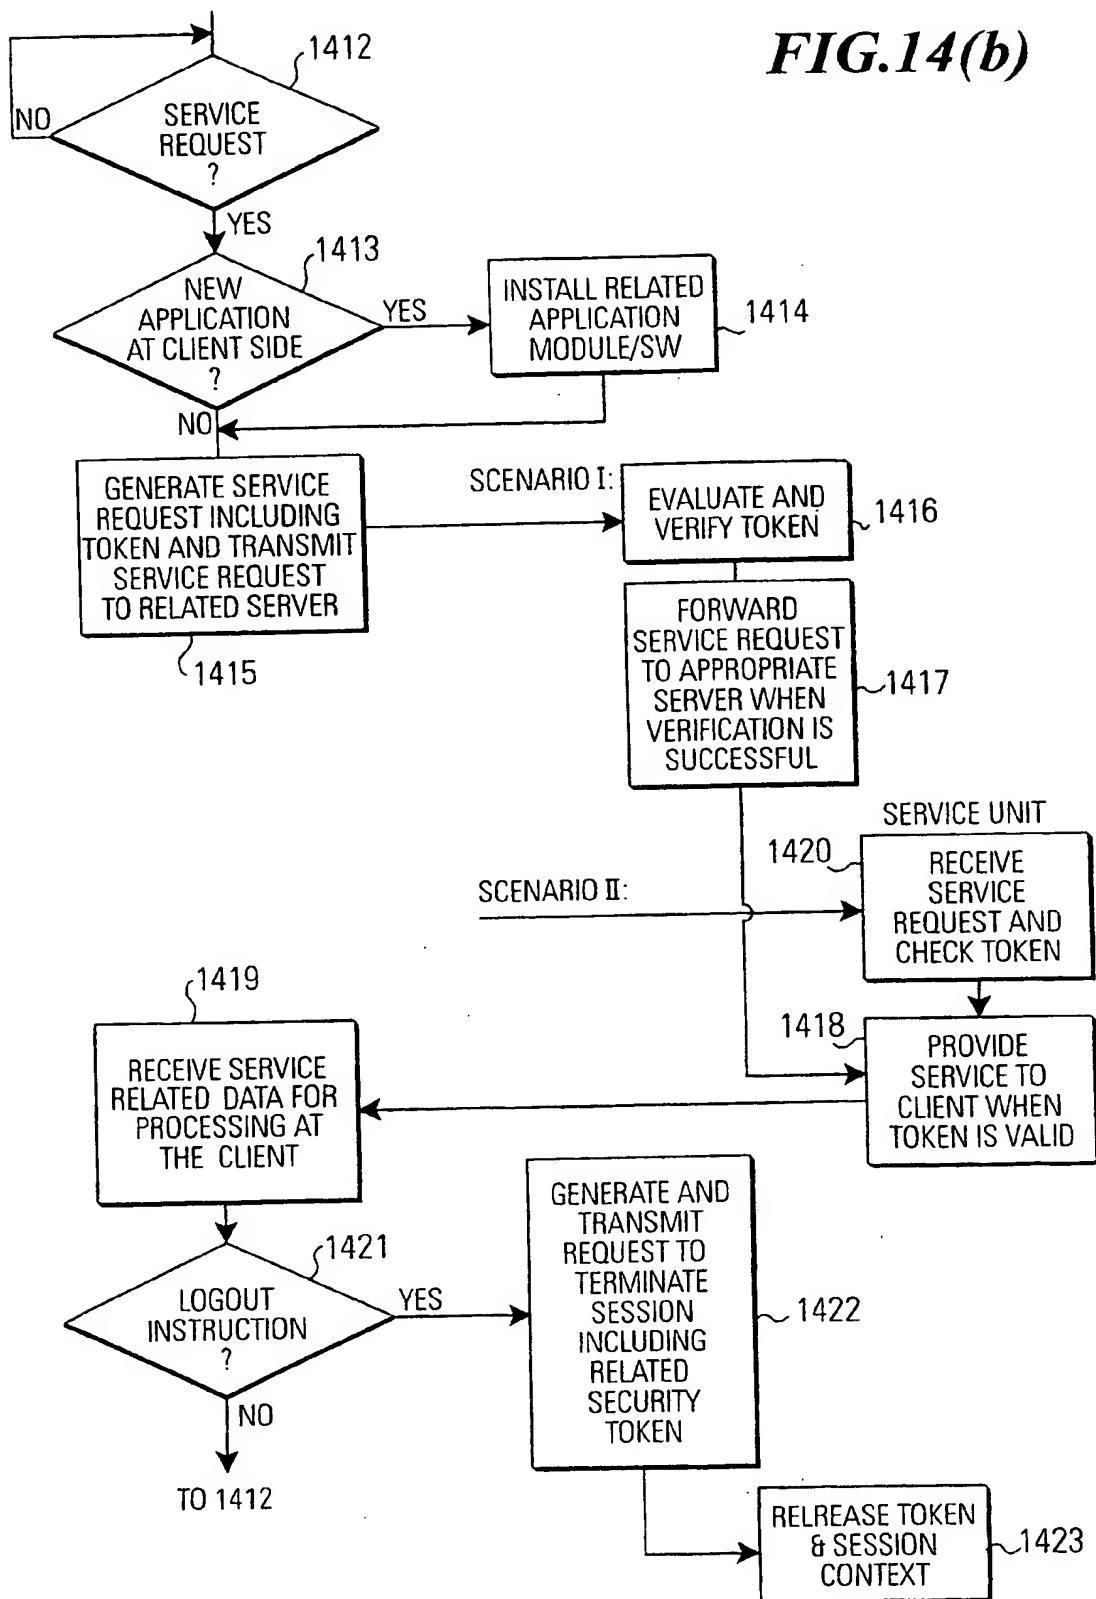 FIG.14(b)
1412
SERVICE
REQUEST
?
NO
YES
1413
NEW
APPLICATION
AT CLIENT SIDE
?
YES
INSTALL RELATED
APPLICATION
MODULE/SW
1414
NO
GENERATE SERVICE
REQUEST INCLUDING
TOKEN AND TRANSMIT
SERVICE REQUEST
TO RELATED SERVER
1415
SCENARIO I:
EVALUATE AND
VERIFY TOKEN
1416
FORWARD
SERVICE REQUEST
TO APPROPRIATE
SERVER WHEN
VERIFICATION IS
SUCCESSFUL
1417
SERVICE UNIT
1420
SCENARIO II:
RECEIVE
SERVICE
REQUEST AND
CHECK TOKEN
1418
PROVIDE
SERVICE TO
CLIENT WHEN
TOKEN IS VALID
1419
RECEIVE SERVICE
RELATED DATA FOR
PROCESSING AT
THE CLIENT
1421
LOGOUT
INSTRUCTION
?
YES
NO
TO 1412
GENERATE AND
TRANSMIT
REQUEST TO
TERMINATE
SESSION
INCLUDING
RELATED
SECURITY
TOKEN
1422
RELREASE TOKEN
& SESSION
CONTEXT
1423